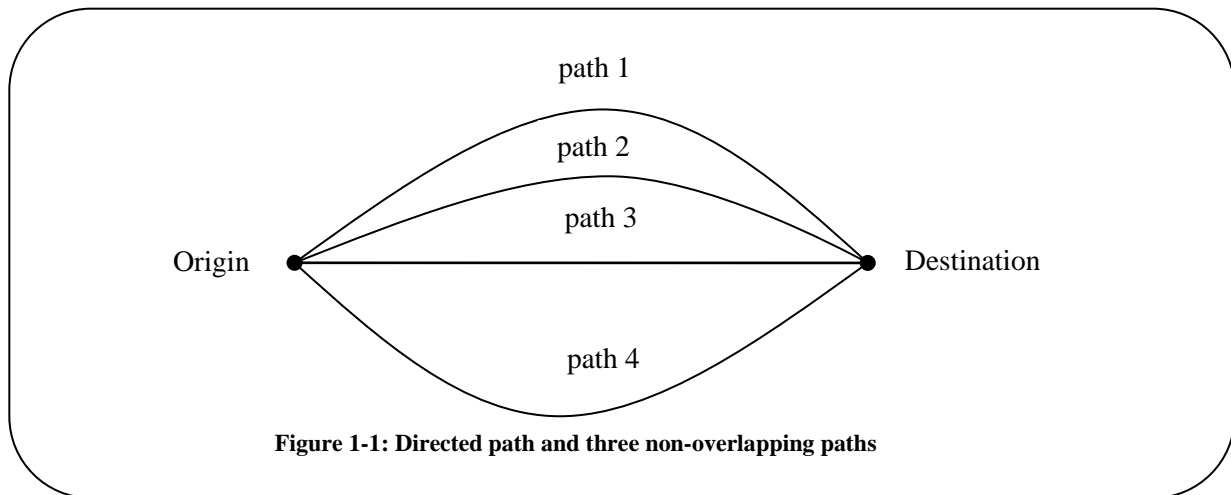 path 1
path 2
path 3
Origin
Destination
path 4
Figure 1-1: Directed path and three non-overlapping paths